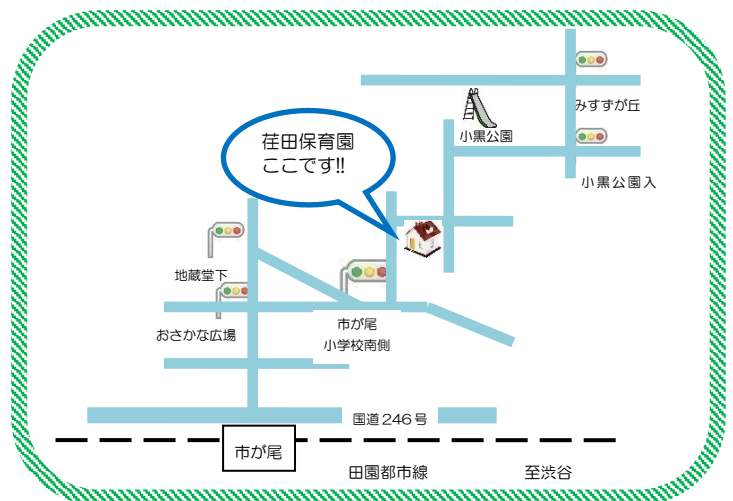 みすずが丘
小黒公園
荏田保育園
ここです!!
小黒公園入
地蔵堂下
市が尾
小学校南側
おさかな広場
国道246号
市が尾
田園都市線
至渋谷